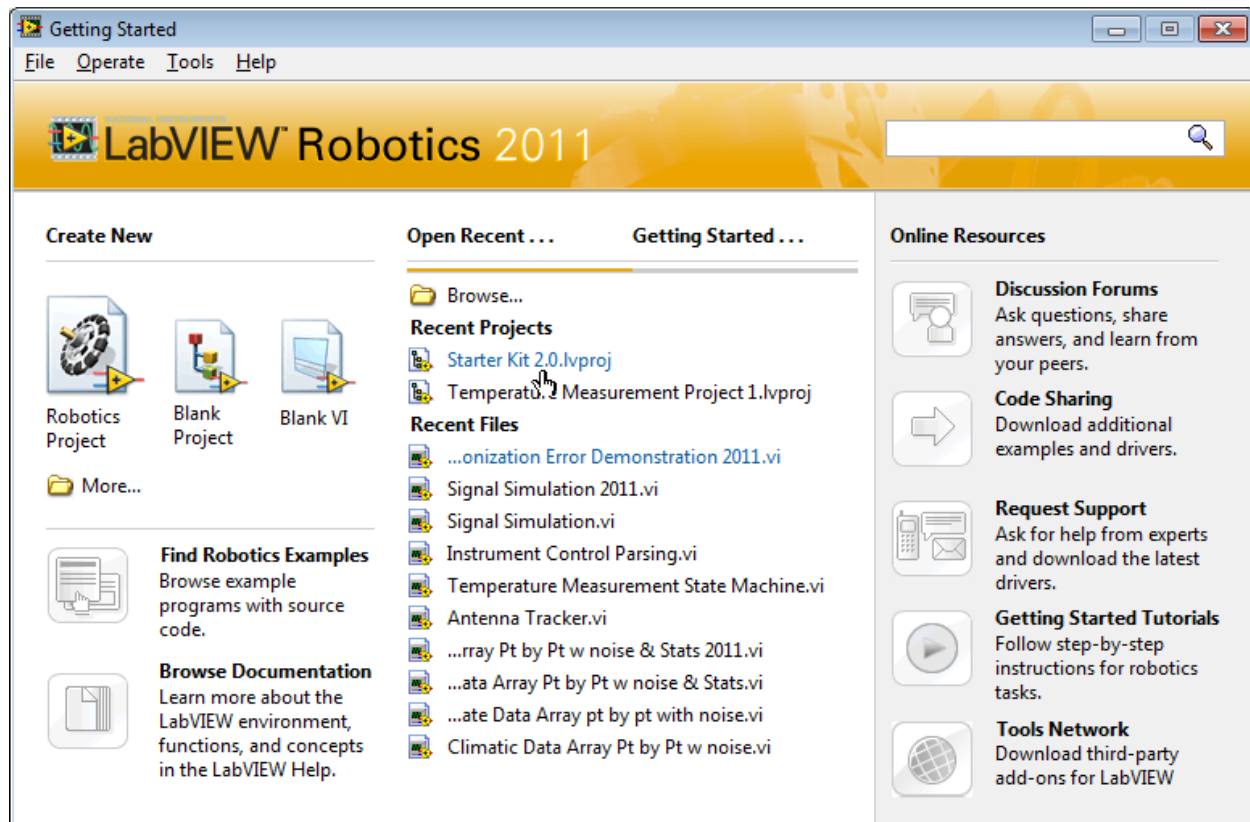 Getting Started
File Operate Tools Help
NATIONAL INSTRUMENTS
LabVIEW™ Robotics 2011
Create New
Robotics
Project
Blank
Project
Blank VI
More...
Find Robotics Examples
Browse example
programs with source
code.
Browse Documentation
Learn more about the
LabVIEW environment,
functions, and concepts
in the LabVIEW Help.
Open Recent . . . Getting Started . . .
Browse...
Recent Projects
Starter Kit 2.0.lvproj
Measurement Project 1.lvproj
Recent Files
...onization Error Demonstration 2011.vi
Signal Simulation 2011.vi
Signal Simulation.vi
Instrument Control Parsing.vi
Temperature Measurement State Machine.vi
Antenna Tracker.vi
...rray Pt by Pt w noise & Stats 2011.vi
...ata Array Pt by Pt w noise & Stats.vi
...ate Data Array pt by pt with noise.vi
Climatic Data Array Pt by Pt w noise.vi
Online Resources
Discussion Forums
Ask questions, share
answers, and learn from
your peers.
Code Sharing
Download additional
examples and drivers.
Request Support
Ask for help from experts
and download the latest
drivers.
Getting Started Tutorials
Follow step-by-step
instructions for robotics
tasks.
Tools Network
Download third-party
add-ons for LabVIEW